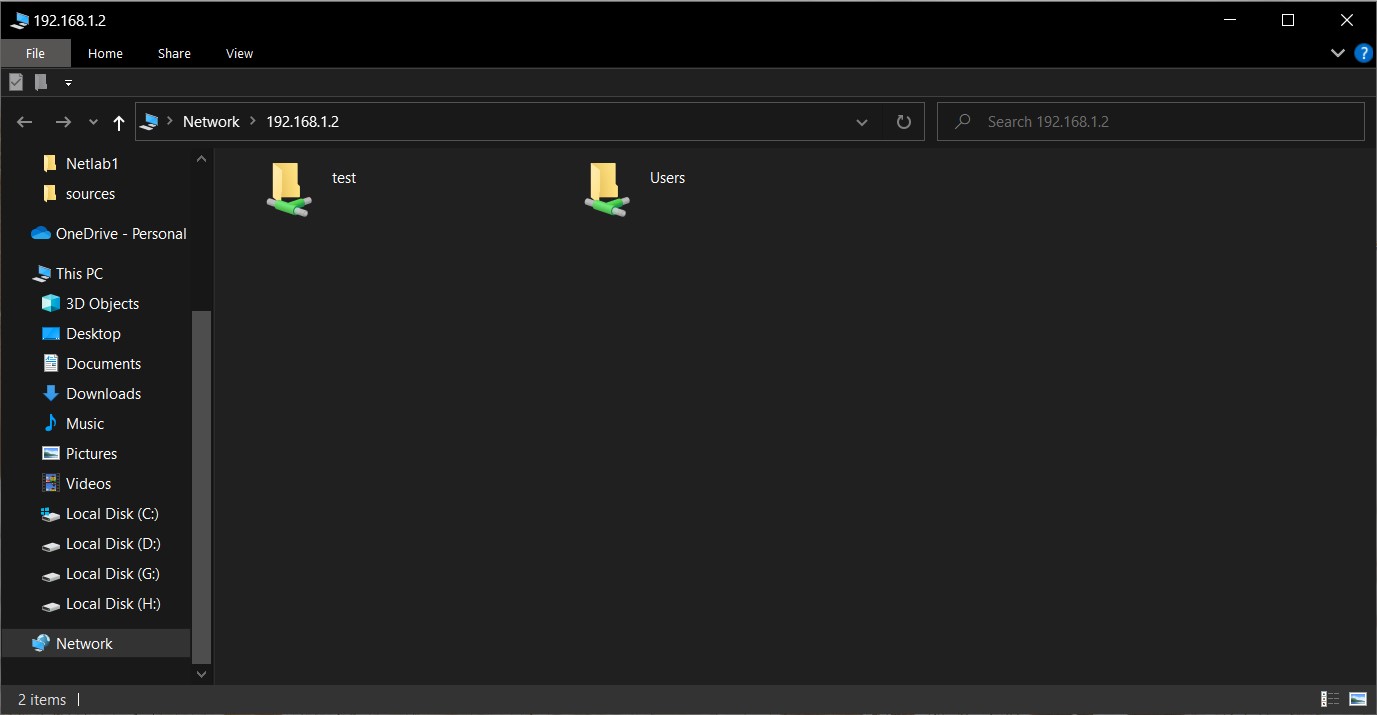 192.168.1.2
File Home Share View
?
Network 192.168.1.2
Search 192.168.1.2
Netlab1
sources
OneDrive - Personal
This PC
3D Objects
Desktop
Documents
Downloads
Music
Pictures
Videos
Local Disk (C:)
Local Disk (D:)
Local Disk (G:)
Local Disk (H:)
Network
test
Users
2 items